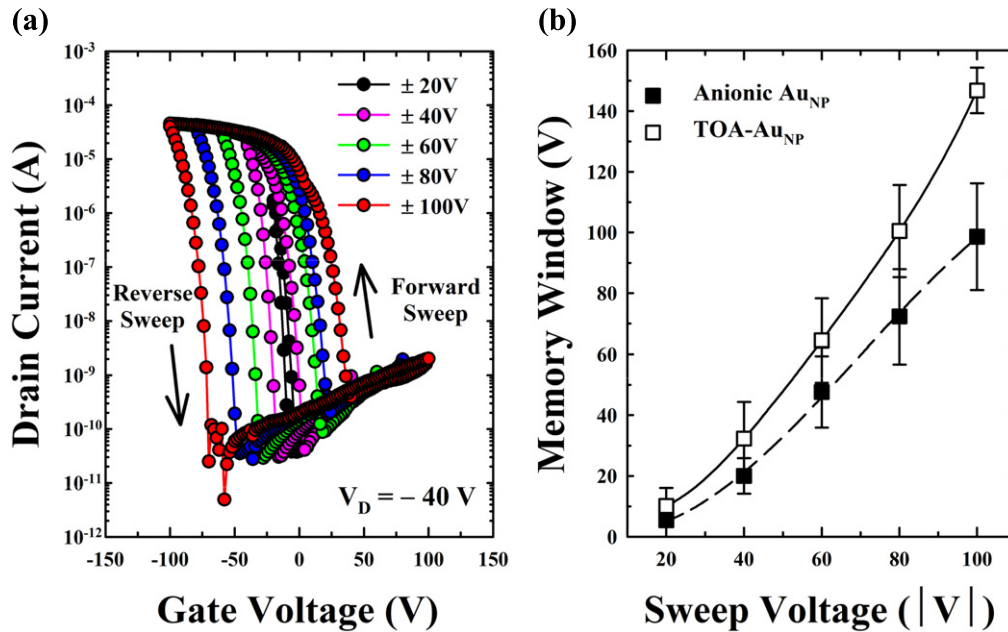 (a)
10⁻³
10⁻⁴
10⁻⁵
10⁻⁶
10⁻⁷
10⁻⁸
10⁻⁹
10⁻¹⁰
10⁻¹¹
10⁻¹²
Drain Current (A)
± 20V
± 40V
± 60V
± 80V
± 100V
Reverse
Sweep
Forward
Sweep
V_D = – 40 V
-150 -100 -50 0 50 100 150
Gate Voltage (V)
(b)
160
140
120
100
80
60
40
20
0
Memory Window (V)
Anionic Au_NP
TOA-Au_NP
20 40 60 80 100
Sweep Voltage (|V|)